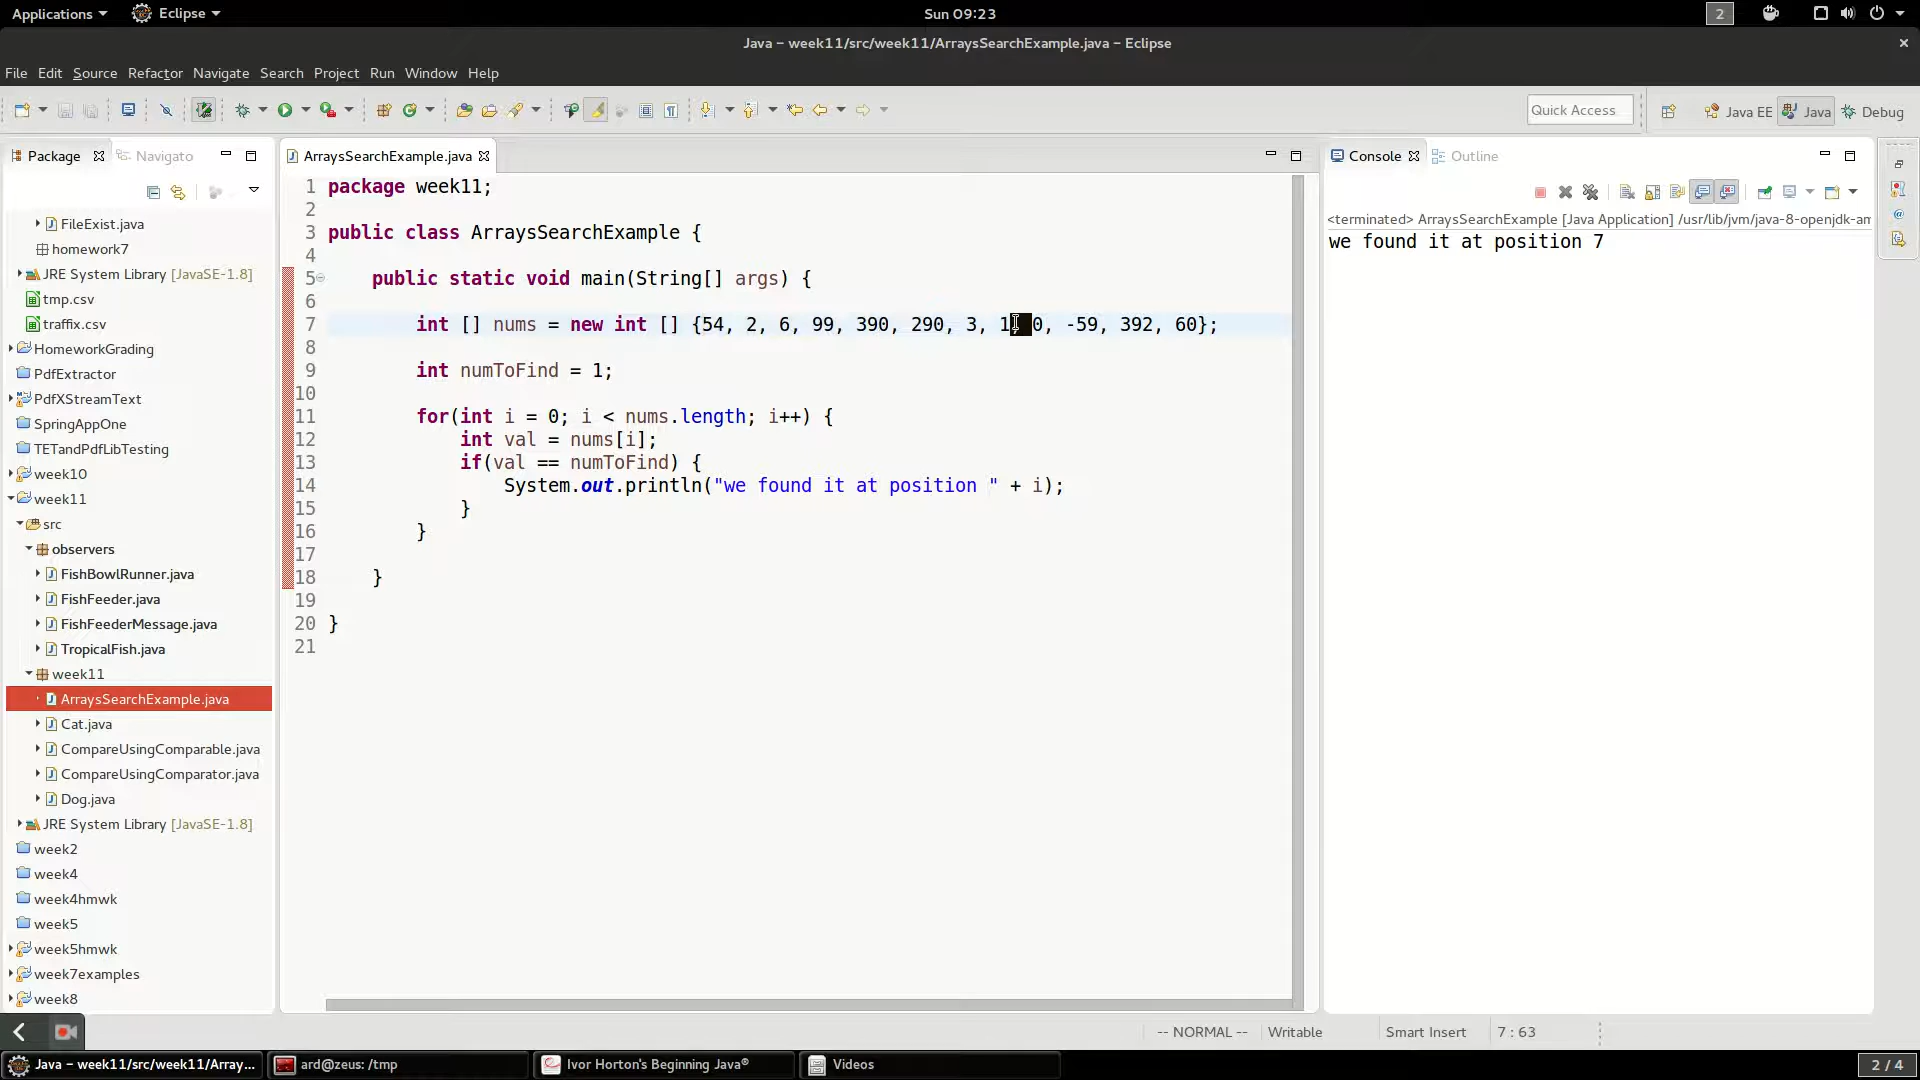 Applications Eclipse Sun 09:23 2
Java - week11/src/week11/ArraysSearchExample.java - Eclipse
File Edit Source Refactor Navigate Search Project Run Window Help
Quick Access Java EE Java Debug
Package Navigato
FileExist.java
homework7
JRE System Library [JavaSE-1.8]
tmp.csv
traffix.csv
HomeworkGrading
PdfExtractor
PdfXStreamText
SpringAppOne
TETandPdfLibTesting
week10
week11
src
observers
FishBowlRunner.java
FishFeeder.java
FishFeederMessage.java
TropicalFish.java
week11
ArraysSearchExample.java
Cat.java
CompareUsingComparable.java
CompareUsingComparator.java
Dog.java
JRE System Library [JavaSE-1.8]
week2
week4
week4hmwk
week5
week5hmwk
week7examples
week8
ArraysSearchExample.java
1 package week11;
2
3 public class ArraysSearchExample {
4
5 public static void main(String[] args) {
6
7 int [] nums = new int [] {54, 2, 6, 99, 390, 290, 3, 1, 0, -59, 392, 60};
8
9 int numToFind = 1;
10
11 for(int i = 0; i < nums.length; i++) {
12 int val = nums[i];
13 if(val == numToFind) {
14 System.out.println("we found it at position " + i);
15 }
16 }
17
18 }
19
20 }
21
Console Outline
<terminated> ArraysSearchExample [Java Application] /usr/lib/jvm/java-8-openjdk-am
we found it at position 7
-- NORMAL -- Writable Smart Insert 7 : 63
Java - week11/src/week11/Array... ard@zeus: /tmp Ivor Horton's Beginning Java® Videos 2 / 4